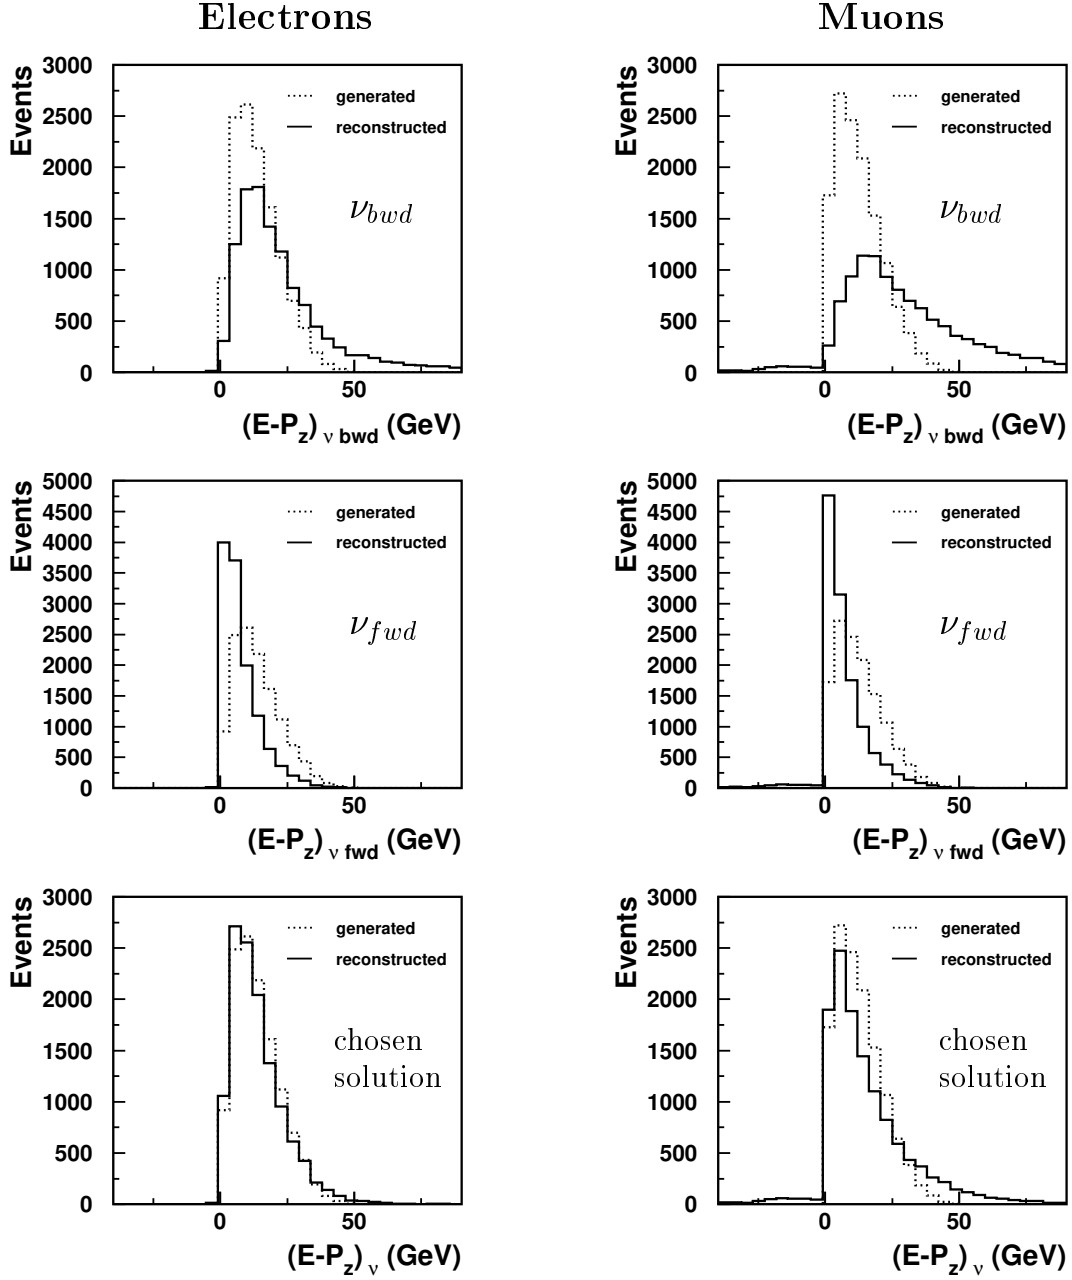 Electrons
Muons
Events
3000
2500
2000
1500
1000
500
0
generated
reconstructed
ν_bwd
0 50
(E-P_z)_ν bwd (GeV)
Events
3000
2500
2000
1500
1000
500
0
generated
reconstructed
ν_bwd
0 50
(E-P_z)_ν bwd (GeV)
Events
5000
4500
4000
3500
3000
2500
2000
1500
1000
500
0
generated
reconstructed
ν_fwd
0 50
(E-P_z)_ν fwd (GeV)
Events
5000
4500
4000
3500
3000
2500
2000
1500
1000
500
0
generated
reconstructed
ν_fwd
0 50
(E-P_z)_ν fwd (GeV)
Events
3000
2500
2000
1500
1000
500
0
generated
reconstructed
chosen
solution
0 50
(E-P_z)_ν (GeV)
Events
3000
2500
2000
1500
1000
500
0
generated
reconstructed
chosen
solution
0 50
(E-P_z)_ν (GeV)